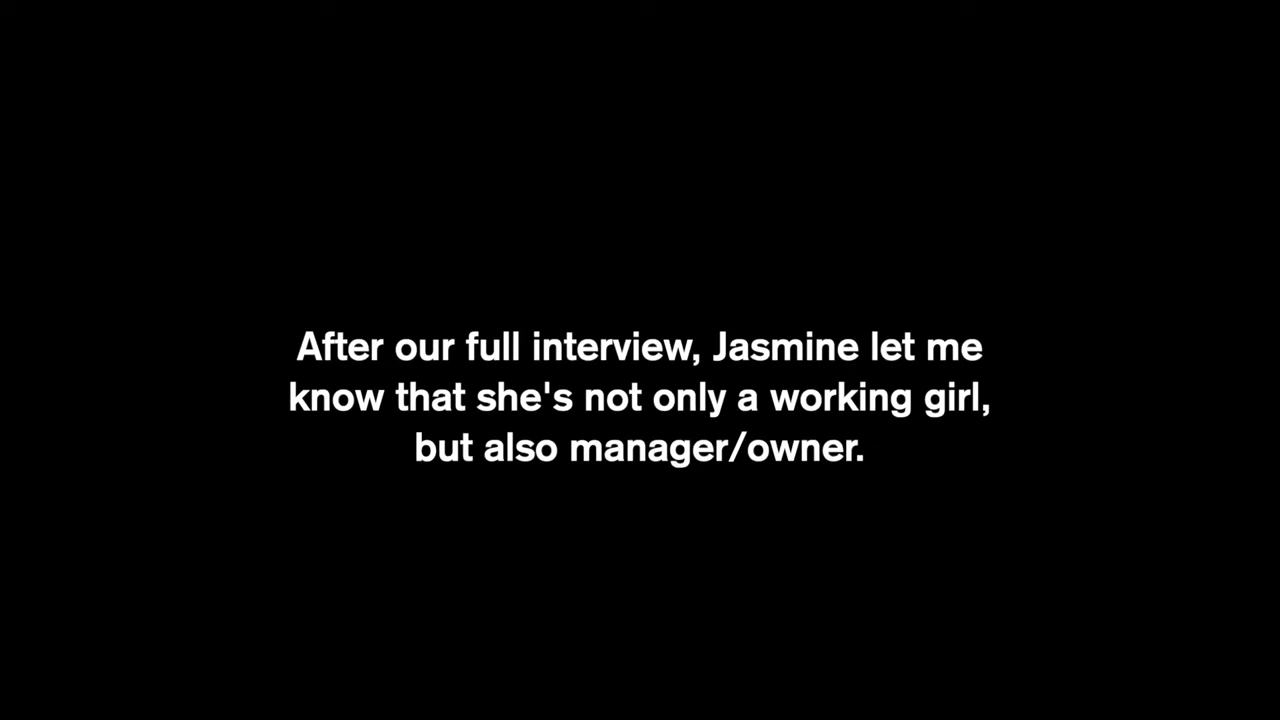 After our full interview, Jasmine let me
know that she's not only a working girl,
but also manager/owner.